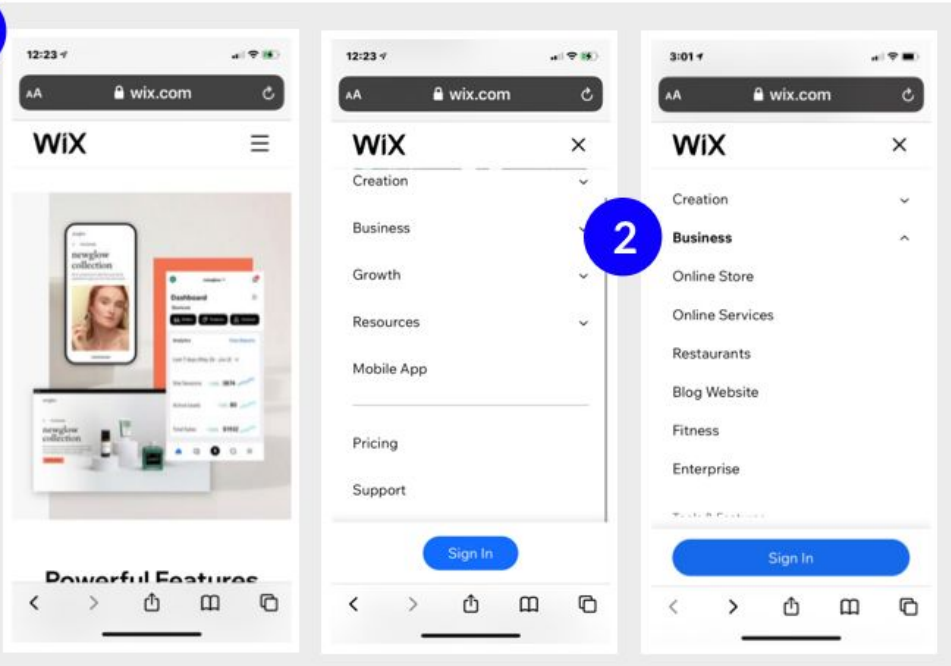 12:23
AA wix.com
WiX
newglow
collection
Dashboard
newglow
collection
Powerful Features
12:23
AA wix.com
WiX
Creation
Business
Growth
Resources
Mobile App
Pricing
Support
Sign In
2
3:01
AA wix.com
WiX
Creation
Business
Online Store
Online Services
Restaurants
Blog Website
Fitness
Enterprise
Tools & Features
Sign In